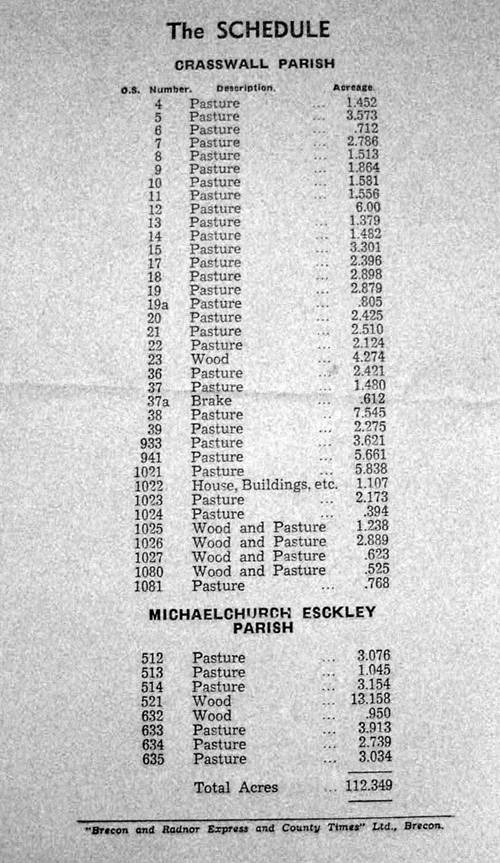 The SCHEDULE
CRASSWALL PARISH
O.S. Number. Description. Acreage.
4 Pasture ... 1.452
5 Pasture ... 3.573
6 Pasture ... .712
7 Pasture ... 2.786
8 Pasture ... 1.513
9 Pasture ... 1.864
10 Pasture ... 1.581
11 Pasture ... 1.556
12 Pasture ... 6.00
13 Pasture ... 1.379
14 Pasture ... 1.482
15 Pasture ... 3.301
17 Pasture ... 2.396
18 Pasture ... 2.898
19 Pasture ... 2.879
19a Pasture ... .805
20 Pasture ... 2.425
21 Pasture ... 2.510
22 Pasture ... 2.124
23 Wood ... 4.274
36 Pasture ... 2.421
37 Pasture ... 1.480
37a Brake ... .612
38 Pasture ... 7.545
39 Pasture ... 2.275
933 Pasture ... 3.621
941 Pasture ... 5.661
1021 Pasture ... 5.838
1022 House, Buildings, etc. 1.107
1023 Pasture ... 2.173
1024 Pasture ... .394
1025 Wood and Pasture 1.238
1026 Wood and Pasture 2.889
1027 Wood and Pasture .623
1080 Wood and Pasture .525
1081 Pasture ... .768
MICHAELCHURCH ESCKLEY
PARISH
512 Pasture ... 3.076
513 Pasture ... 1.045
514 Pasture ... 3.154
521 Wood ... 13.158
632 Wood ... .950
633 Pasture ... 3.913
634 Pasture ... 2.739
635 Pasture ... 3.034
Total Acres ... 112.349
"Brecon and Radnor Express and County Times" Ltd., Brecon.